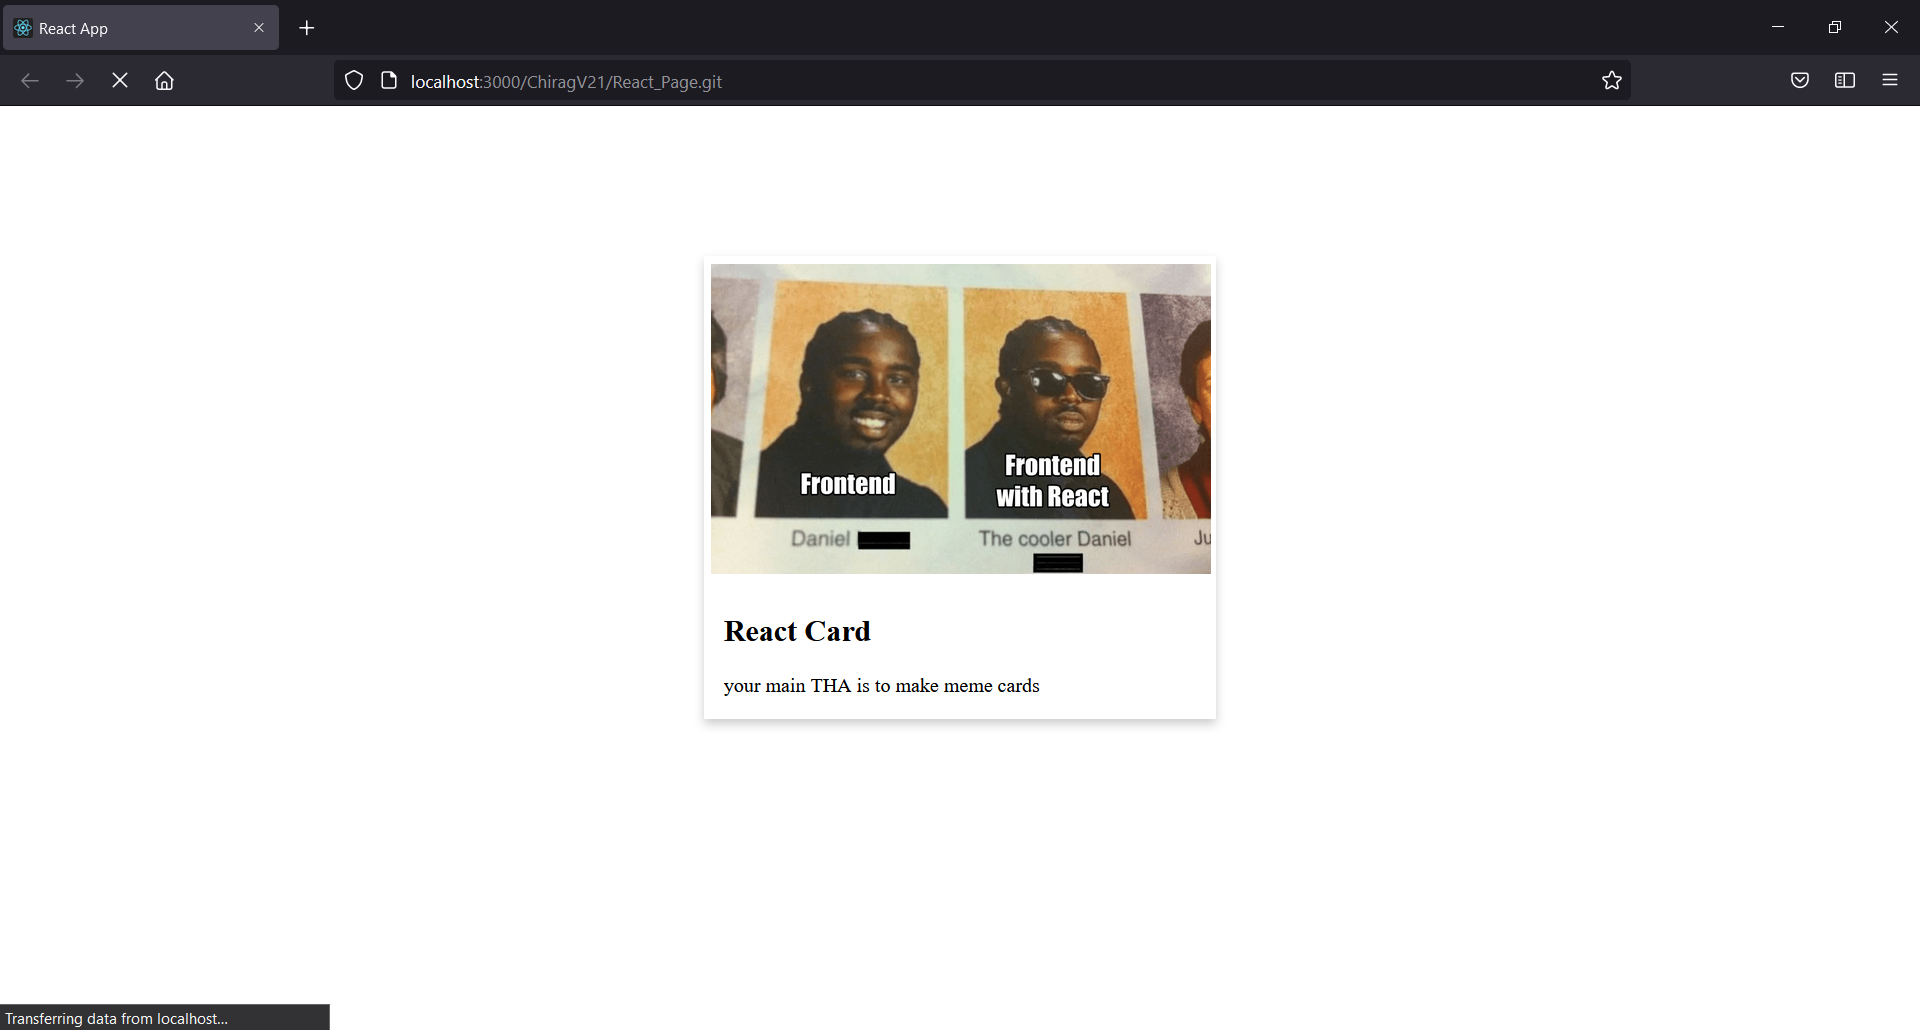 React App
localhost:3000/ChiragV21/React_Page.git
Frontend
Frontend
with React
Daniel
The cooler Daniel
Ju
React Card
your main THA is to make meme cards
Transferring data from localhost...